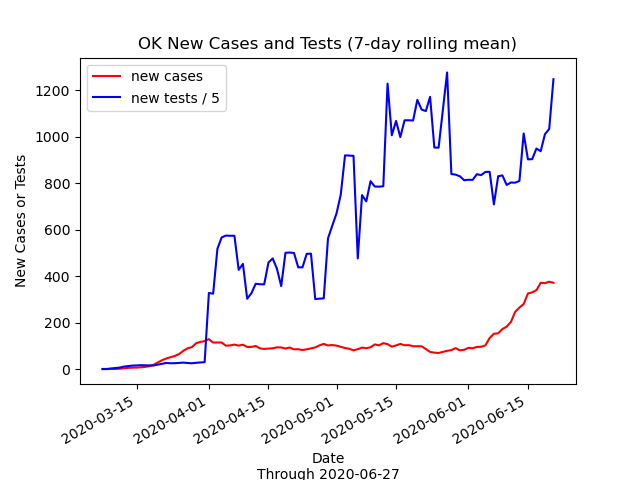 OK New Cases and Tests (7-day rolling mean)
new cases
new tests / 5
New Cases or Tests
1200
1000
800
600
400
200
0
2020-03-15
2020-04-01
2020-04-15
2020-05-01
2020-05-15
2020-06-01
2020-06-15
Date
Through 2020-06-27